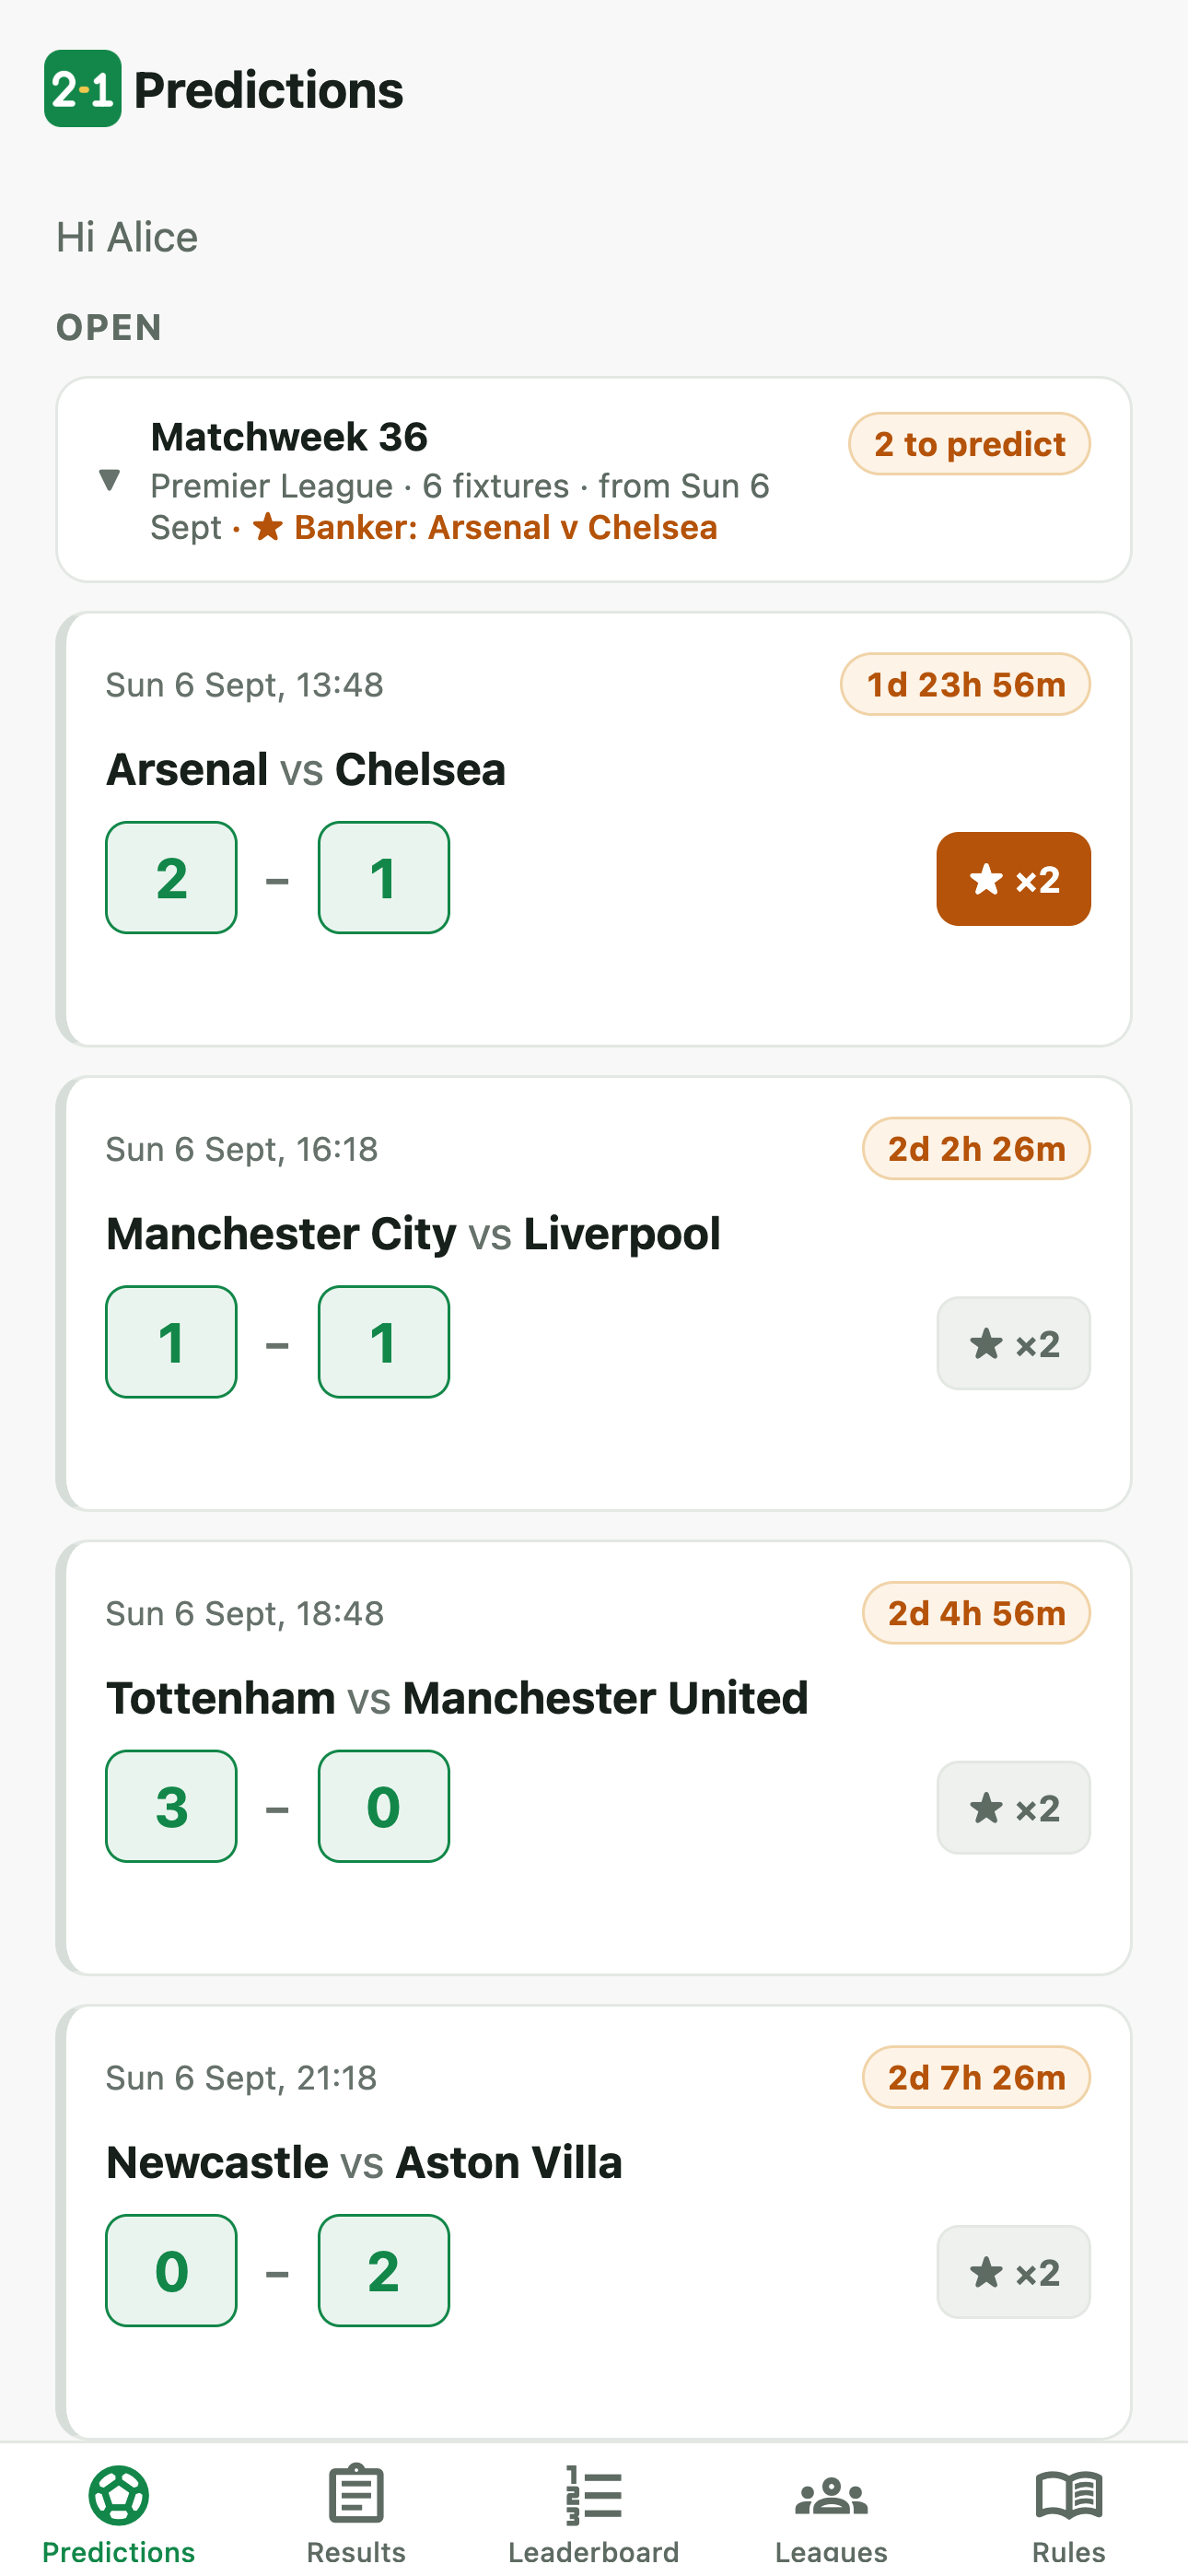 2-1 Predictions
Hi Alice
OPEN
Matchweek 36
2 to predict
Premier League · 6 fixtures · from Sun 6
Sept · ★ Banker: Arsenal v Chelsea
Sun 6 Sept, 13:48
1d 23h 56m
Arsenal vs Chelsea
2 – 1
★ ×2
Sun 6 Sept, 16:18
2d 2h 26m
Manchester City vs Liverpool
1 – 1
★ ×2
Sun 6 Sept, 18:48
2d 4h 56m
Tottenham vs Manchester United
3 – 0
★ ×2
Sun 6 Sept, 21:18
2d 7h 26m
Newcastle vs Aston Villa
0 – 2
★ ×2
1
2
3
Predictions Results Leaderboard Leagues Rules